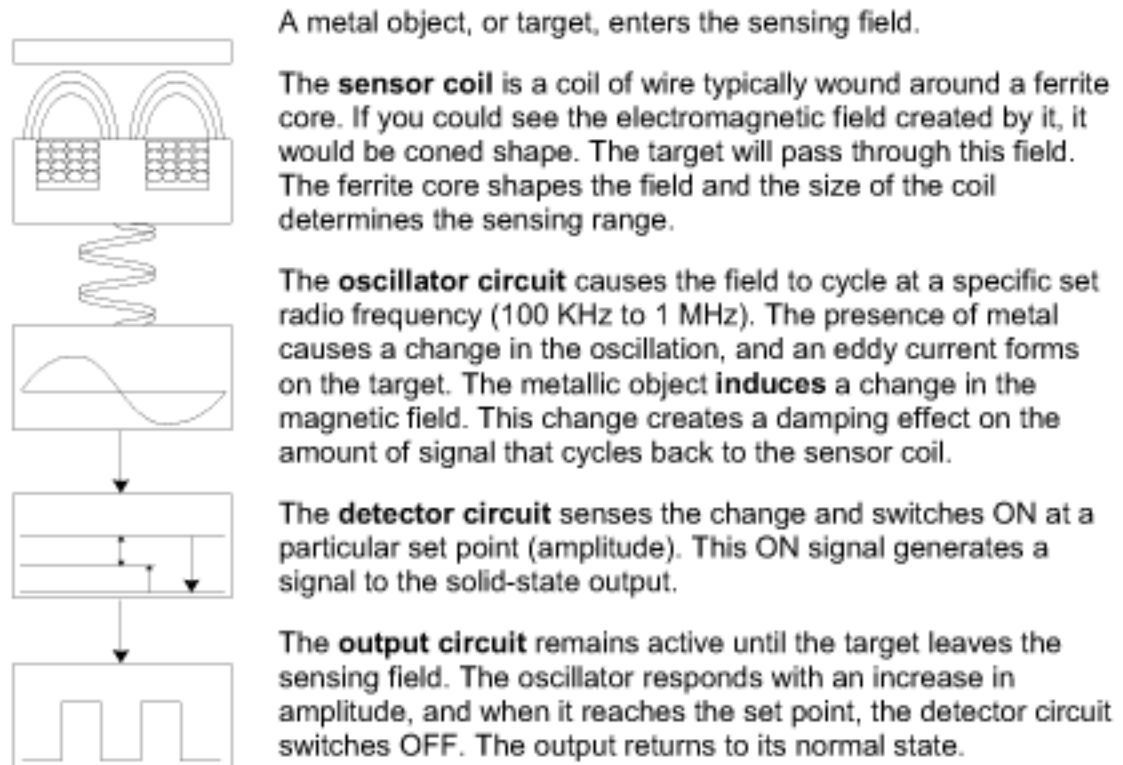 A metal object, or target, enters the sensing field.
The sensor coil is a coil of wire typically wound around a ferrite
core. If you could see the electromagnetic field created by it, it
would be coned shape. The target will pass through this field.
The ferrite core shapes the field and the size of the coil
determines the sensing range.
The oscillator circuit causes the field to cycle at a specific set
radio frequency (100 KHz to 1 MHz). The presence of metal
causes a change in the oscillation, and an eddy current forms
on the target. The metallic object induces a change in the
magnetic field. This change creates a damping effect on the
amount of signal that cycles back to the sensor coil.
The detector circuit senses the change and switches ON at a
particular set point (amplitude). This ON signal generates a
signal to the solid-state output.
The output circuit remains active until the target leaves the
sensing field. The oscillator responds with an increase in
amplitude, and when it reaches the set point, the detector circuit
switches OFF. The output returns to its normal state.